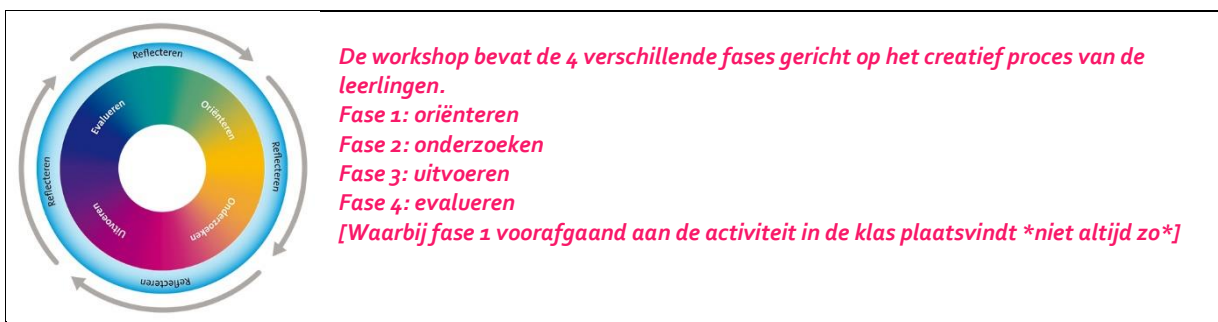 Reflecteren
Evalueren
Oriënteren
Reflecteren
Reflecteren
Uitvoeren
Onderzoeken
Reflecteren
De workshop bevat de 4 verschillende fases gericht op het creatief proces van de
leerlingen.
Fase 1: oriënteren
Fase 2: onderzoeken
Fase 3: uitvoeren
Fase 4: evalueren
[Waarbij fase 1 voorafgaand aan de activiteit in de klas plaatsvindt *niet altijd zo*]